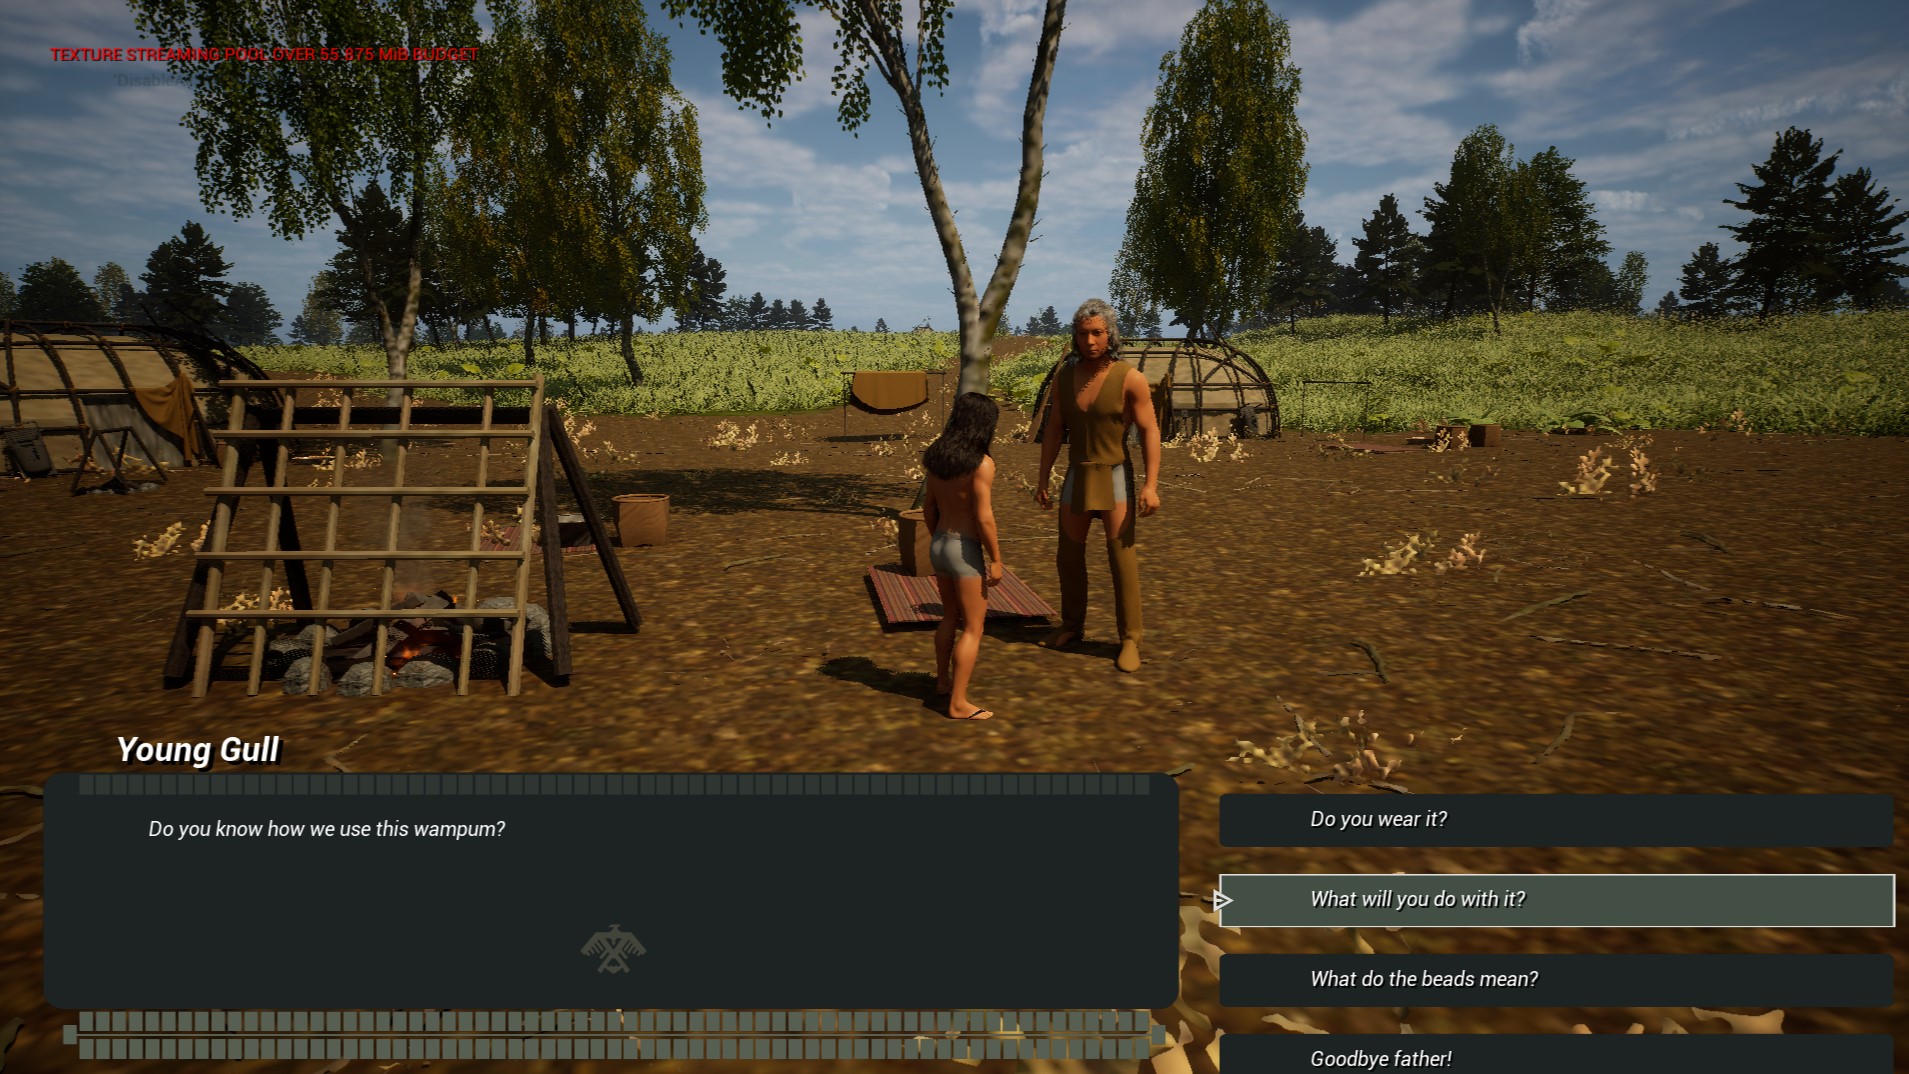 TEXTURE STREAMING POOL OVER 55.875 MiB BUDGET
Young Gull
Do you know how we use this wampum?
Do you wear it?
What will you do with it?
What do the beads mean?
Goodbye father!